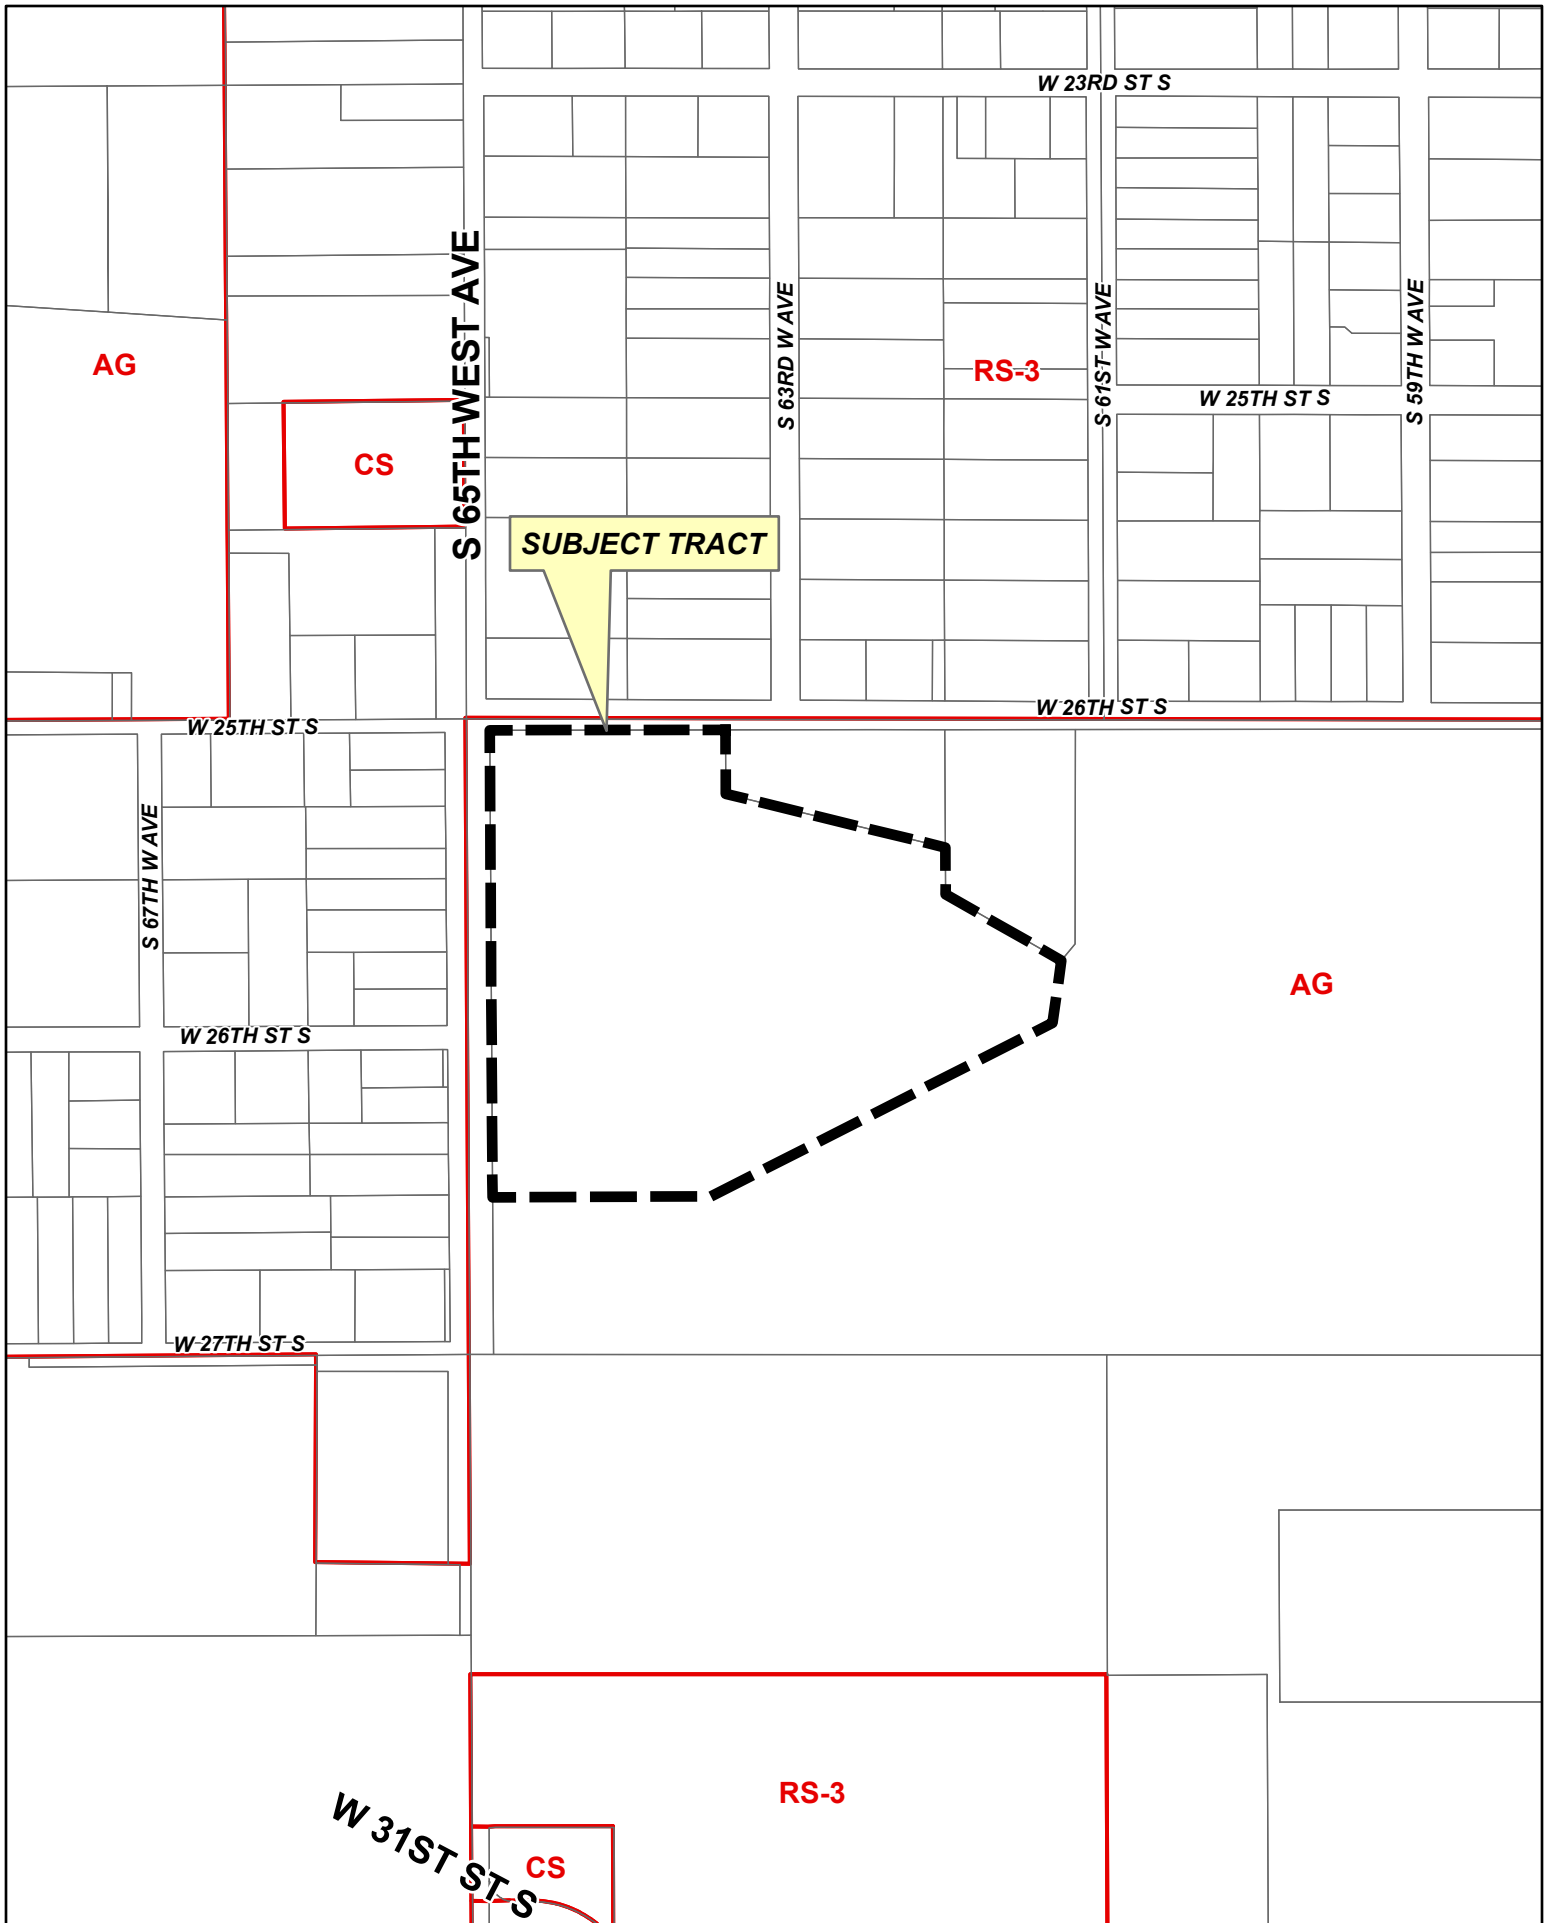 W 23RD ST S
S 65TH WEST AVE
S 63RD W AVE
S 61ST W AVE
S 59TH W AVE
AG
RS-3
W 25TH ST S
CS
SUBJECT TRACT
W 26TH ST S
W 25TH ST S
S 67TH W AVE
AG
W 26TH ST S
W 27TH ST S
RS-3
W 31ST ST S
CS